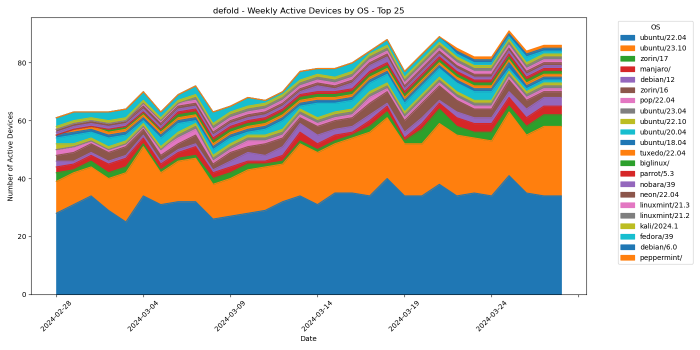 defold - Weekly Active Devices by OS - Top 25
Number of Active Devices
80
60
40
20
0
2024-02-28
2024-03-04
2024-03-09
2024-03-14
2024-03-19
2024-03-24
Date
OS
ubuntu/22.04
ubuntu/23.10
zorin/17
manjaro/
debian/12
zorin/16
pop/22.04
ubuntu/23.04
ubuntu/22.10
ubuntu/20.04
ubuntu/18.04
tuxedo/22.04
biglinux/
parrot/5.3
nobara/39
neon/22.04
linuxmint/21.3
linuxmint/21.2
kali/2024.1
fedora/39
debian/6.0
peppermint/